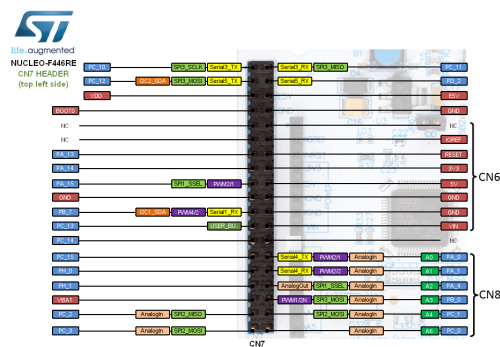 life.augmented
NUCLEO-F446RE
CN7 HEADER
(top left side)
PC_10 SPI3_SCLK Serial3_TX Serial3_RX SPI3_MISO PC_11
PC_12 I2C2_SDA SPI3_MOSI Serial5_TX Serial5_RX PD_2
VDD E5V
BOOT0 GND
NC NC
NC IOREF
PA_13 RESET
PA_14 3V3
PA_15 SPI1_SSEL PWM2/1 5V
GND GND
PB_7 I2C1_SDA PWM4/2 Serial1_RX GND
PC_13 USER_BU. VIN
PC_14 NC
PC_15 Serial4_TX PWM2/1 AnalogIn A0 PA_0
PH_0 Serial4_RX PWM2/2 AnalogIn A1 PA_1
PH_1 AnalogOut SPI1_SSEL AnalogIn A2 PA_4
VBAT PWM1/2N SPI3_MOSI AnalogIn A3 PB_0
PC_2 AnalogIn SPI2_MISO SPI2_MOSI AnalogIn A4 PC_1
PC_3 AnalogIn SPI2_MOSI AnalogIn PC_0
CN6
CN8
CN7